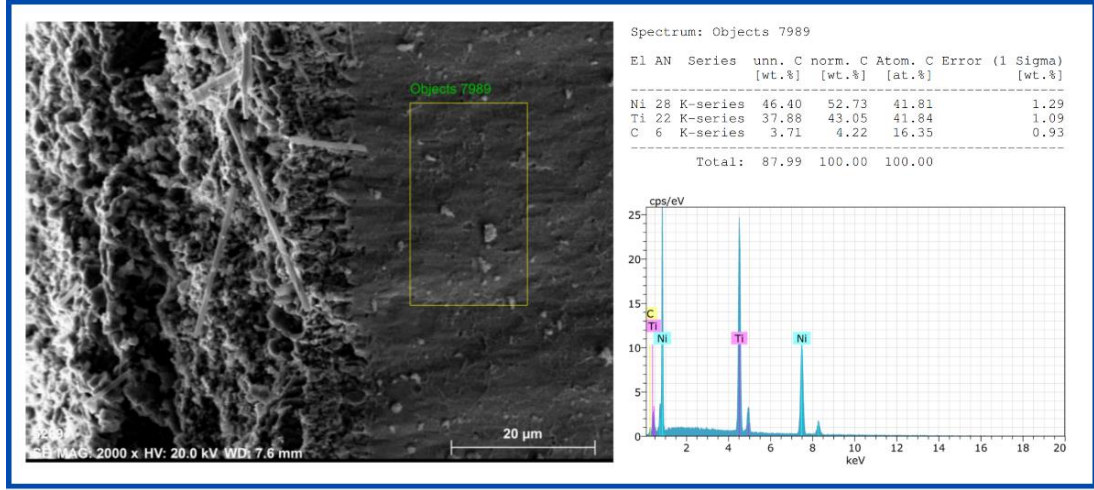 Objects 7989
SH MAG: 2000 x HV: 20.0 kV WD: 7.6 mm
20 µm
Spectrum: Objects 7989
El AN Series unn. C norm. C Atom. C Error (1 Sigma)
[wt.%] [wt.%] [at.%] [wt.%]
Ni 28 K-series 46.40 52.73 41.81 1.29
Ti 22 K-series 37.88 43.05 41.84 1.09
C 6 K-series 3.71 4.22 16.35 0.93
Total: 87.99 100.00 100.00
cps/eV
25
20
15
C
Ti
Ni Ti Ni
10
5
0
2 4 6 8 10 12 14 16 18 20
keV